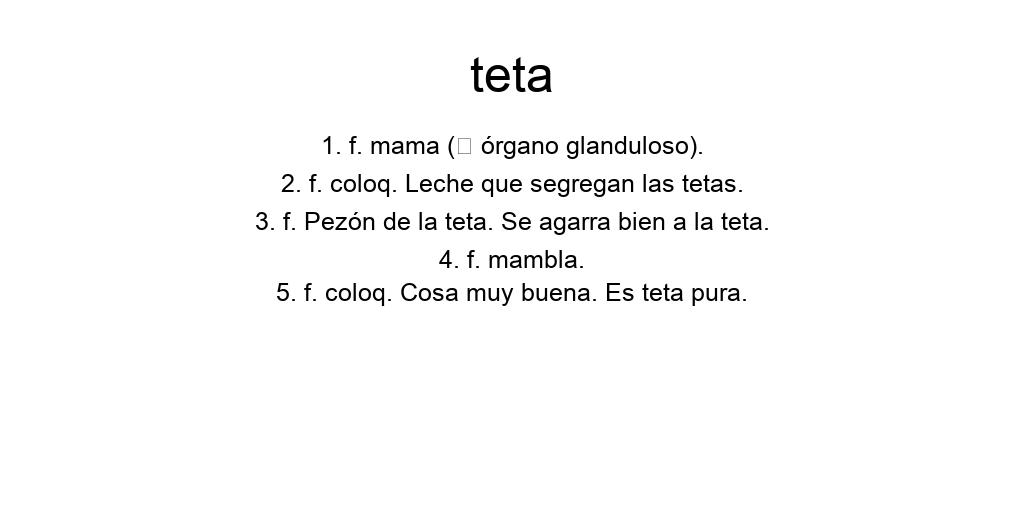 teta
1. f. mama (□ órgano glanduloso).
2. f. coloq. Leche que segregan las tetas.
3. f. Pezón de la teta. Se agarra bien a la teta.
4. f. mambla.
5. f. coloq. Cosa muy buena. Es teta pura.